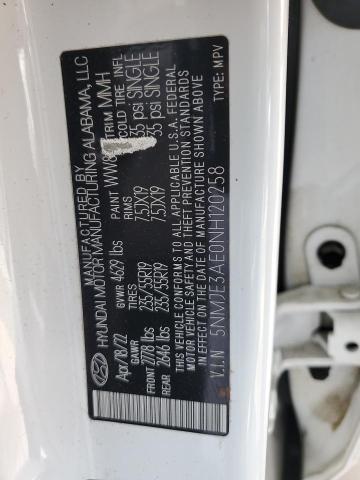 MANUFACTURED BY
HYUNDAI MOTOR MANUFACTURING ALABAMA, LLC
Apr/18/22 PAINT WW8 TRIM MMH
GVWR 4629 lbs
TIRES RIMS COLD TIRE INFL
FRONT 2778 lbs 235/55R19 7.5JX19 35 psi SINGLE
REAR 2646 lbs 235/55R19 7.5JX19 35 psi SINGLE
THIS VEHICLE CONFORMS TO ALL APPLICABLE U.S.A. FEDERAL
MOTOR VEHICLE SAFETY AND THEFT PREVENTION STANDARDS
IN EFFECT ON THE DATE OF MANUFACTURE SHOWN ABOVE
V.I.N 5NMJE3AE0NH120258
TYPE: MPV